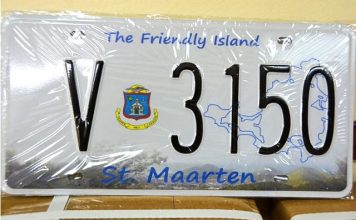 The Friendly Island
V 3150
St. Maarten